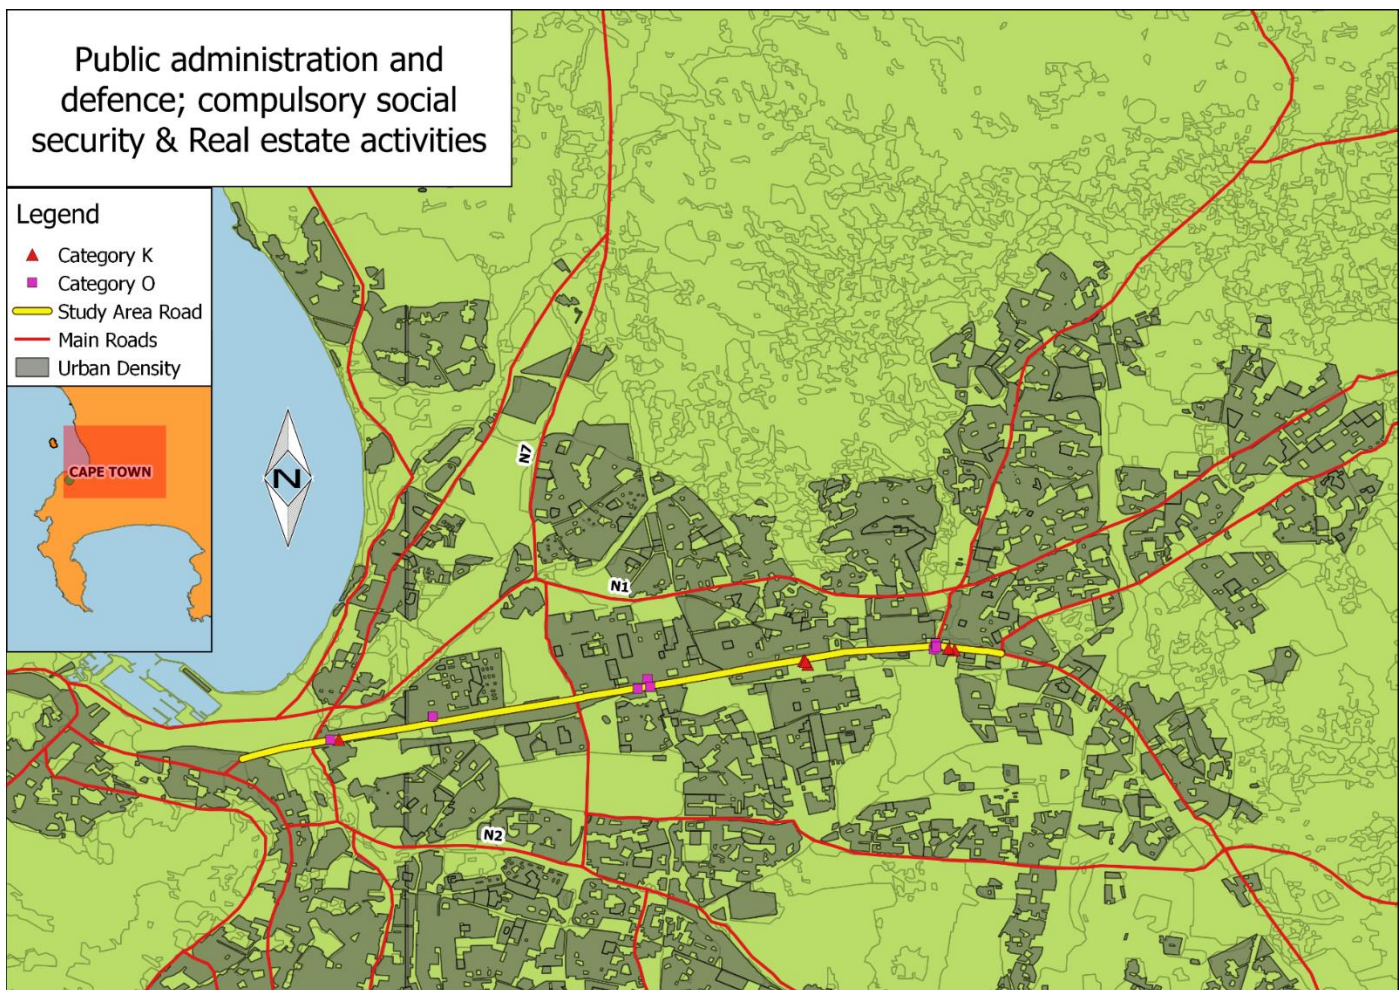 Public administration and
defence; compulsory social
security & Real estate activities
Legend
Category K
Category O
Study Area Road
Main Roads
Urban Density
CAPE TOWN
N
N7
N1
N2